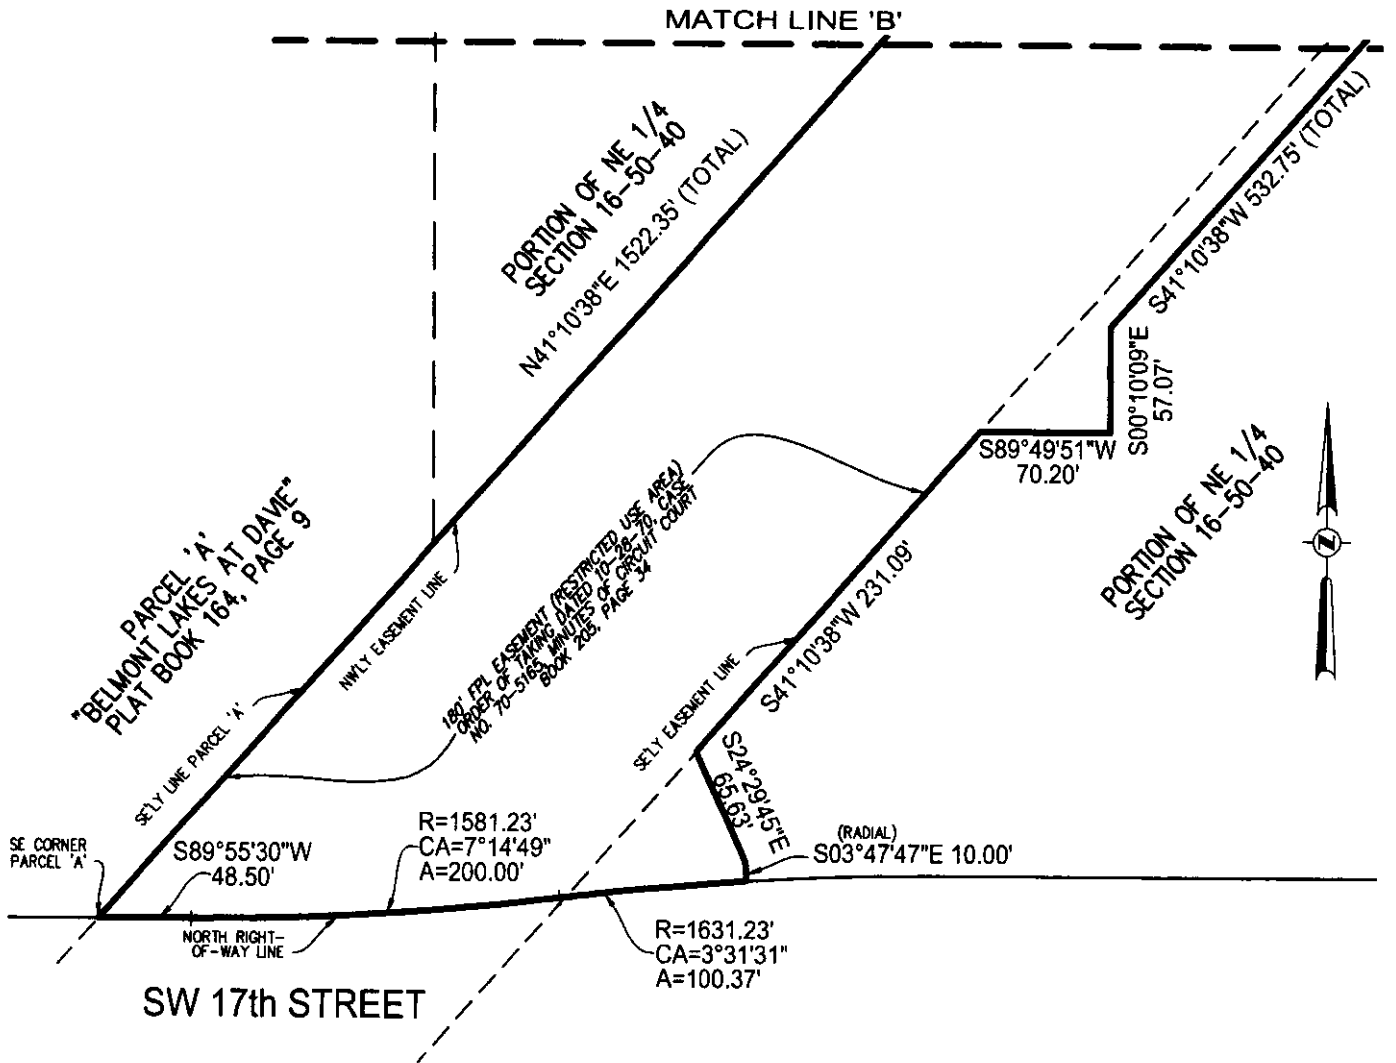 MATCH LINE 'B'
PORTION OF NE 1/4
SECTION 16-50-40
N41°10'38"E 1522.35' (TOTAL)
S41°10'38"W 532.75' (TOTAL)
S00°10'09"E
57.07'
S89°49'51"W
70.20'
PORTION OF NE 1/4
SECTION 16-50-40
Z
PARCEL 'A'
"BELMONT LAKES AT DAVIE"
PLAT BOOK 164, PAGE 9
NWLY EASEMENT LINE
180' FPL EASEMENT (RESTRICTED USE AREA)
ORDER OF TAKING DATED 10-28-70, CASE
NO. 70-5165, MINUTES OF CIRCUIT COURT
BOOK 205, PAGE 34
S41°10'38"W 231.09'
SE'LY EASEMENT LINE
SE'LY LINE PARCEL 'A'
S24°29'45"E
65.63'
SE CORNER
PARCEL 'A'
S89°55'30"W
48.50'
R=1581.23'
CA=7°14'49"
A=200.00'
(RADIAL)
S03°47'47"E 10.00'
NORTH RIGHT-
OF-WAY LINE
R=1631.23'
CA=3°31'31"
A=100.37'
SW 17th STREET